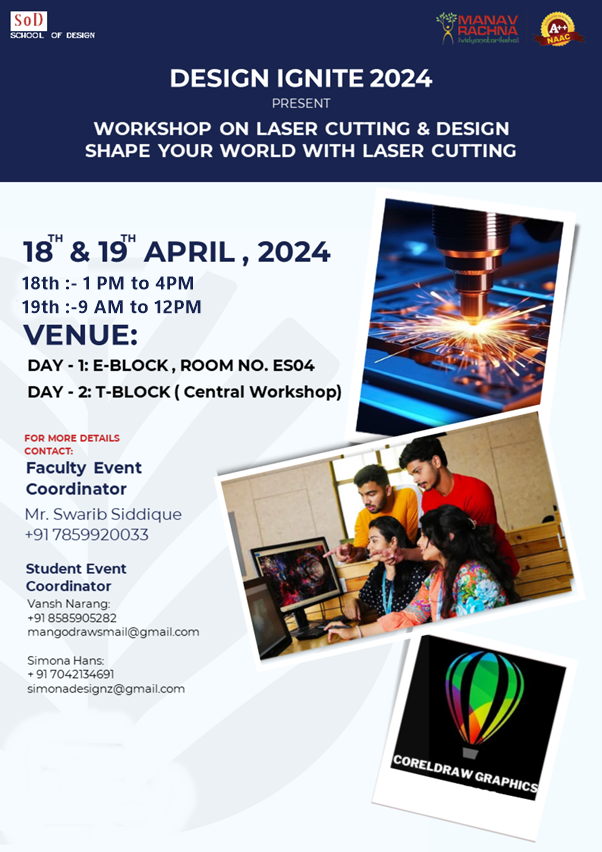 SoD
SCHOOL OF DESIGN
MANAV
RACHNA
vidyanatariksha
A++
NAAC
DESIGN IGNITE 2024
PRESENT
WORKSHOP ON LASER CUTTING & DESIGN
SHAPE YOUR WORLD WITH LASER CUTTING
18TH & 19TH APRIL , 2024
18th :- 1 PM to 4PM
19th :-9 AM to 12PM
VENUE:
DAY - 1: E-BLOCK , ROOM NO. ES04
DAY - 2: T-BLOCK ( Central Workshop)
FOR MORE DETAILS
CONTACT:
Faculty Event
Coordinator
Mr. Swarib Siddique
+91 7859920033
Student Event
Coordinator
Vansh Narang:
+91 8585905282
mangodrawsmail@gmail.com
Simona Hans:
+ 91 7042134691
simonadesignz@gmail.com
CORELDRAW GRAPHICS